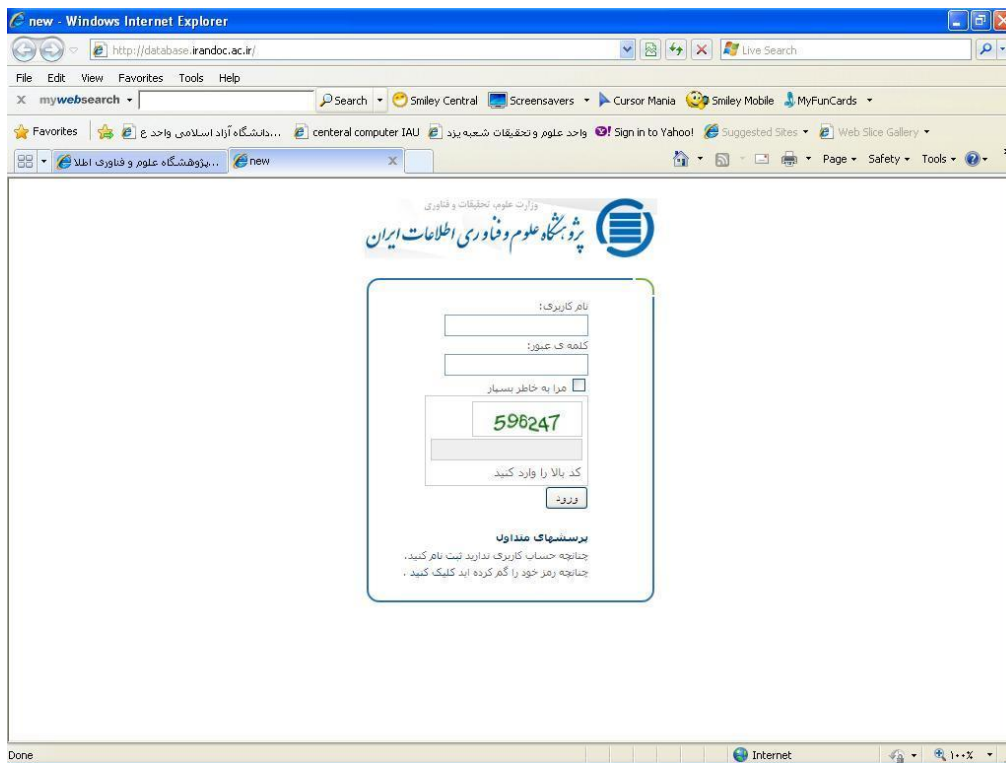 new - Windows Internet Explorer
http://database.irandoc.ac.ir/
Live Search
File Edit View Favorites Tools Help
X mywebsearch Search Smiley Central Screensavers Cursor Mania Smiley Mobile MyFunCards
Favorites دانشگاه آزاد اسلامی واحد ع... centeral computer IAU واحد علوم و تحقیقات شعبه یزد Sign in to Yahoo! Suggested Sites Web Slice Gallery
پژوهشگاه علوم و فناوری اطلا... new X Page Safety Tools
وزارت علوم، تحقیقات و فناوری
پژوهشگاه علوم و فناوری اطلاعات ایران
نام کاربری:
کلمه ی عبور:
مرا به خاطر بسپار
596247
کد بالا را وارد کنید
ورود
پرسشهای متداول
چنانچه حساب کاربری ندارید ثبت نام کنید.
چنانچه رمز خود را گم کرده اید کلیک کنید .
Done Internet ۱۰۰%